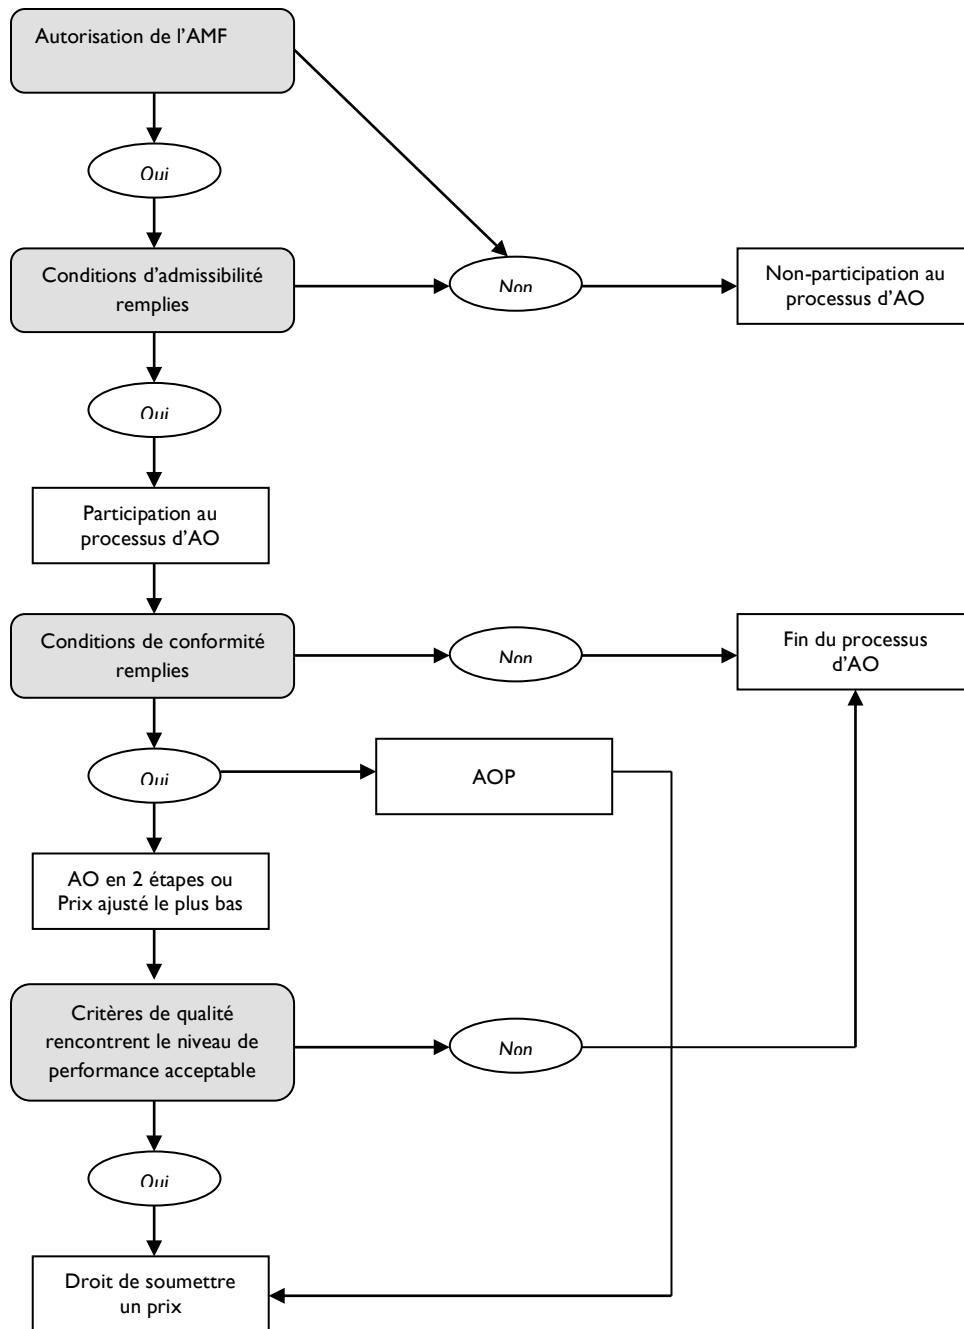 Autorisation de l'AMF
Oui
Conditions d'admissibilité
remplies
Non
Non-participation au
processus d'AO
Oui
Participation au
processus d'AO
Conditions de conformité
remplies
Non
Fin du processus
d'AO
Oui
AOP
AO en 2 étapes ou
Prix ajusté le plus bas
Critères de qualité
rencontrent le niveau de
performance acceptable
Non
Oui
Droit de soumettre
un prix